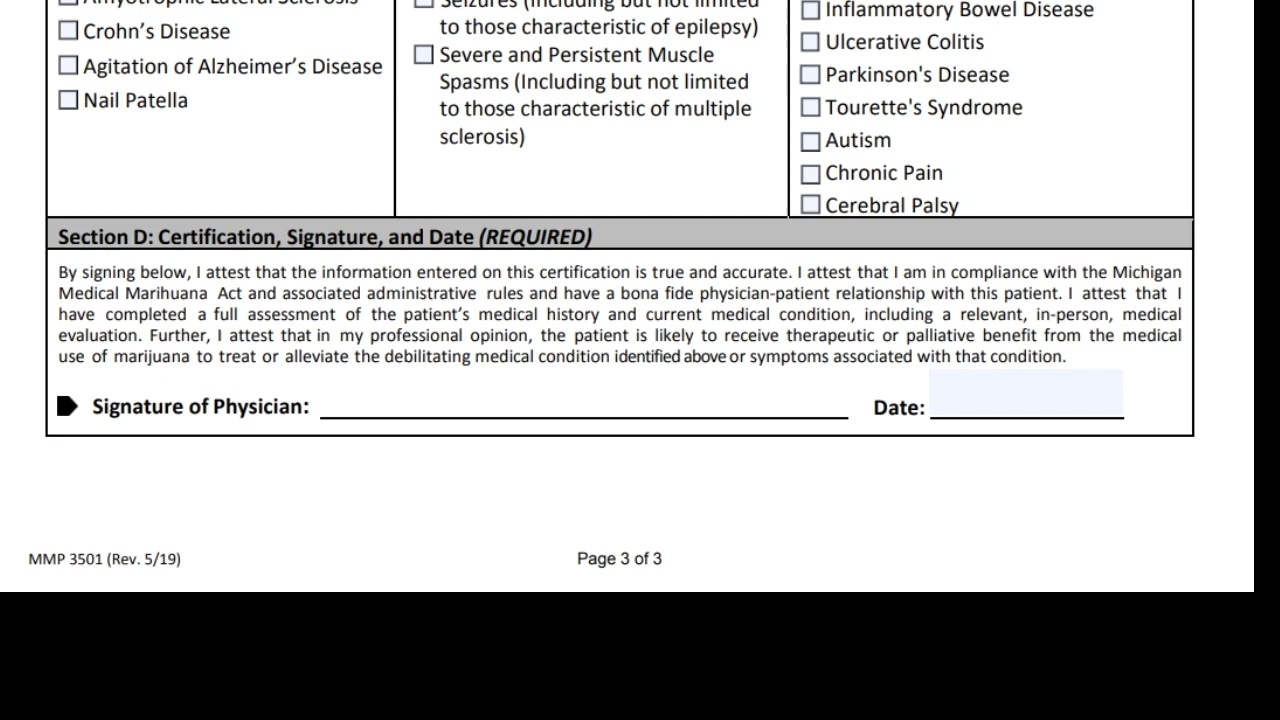 Amyotrophic Lateral Sclerosis
Crohn’s Disease
Agitation of Alzheimer’s Disease
Nail Patella
Seizures (Including but not limited
to those characteristic of epilepsy)
Severe and Persistent Muscle
Spasms (Including but not limited
to those characteristic of multiple
sclerosis)
Inflammatory Bowel Disease
Ulcerative Colitis
Parkinson's Disease
Tourette's Syndrome
Autism
Chronic Pain
Cerebral Palsy
Section D: Certification, Signature, and Date (REQUIRED)
By signing below, I attest that the information entered on this certification is true and accurate. I attest that I am in compliance with the Michigan
Medical Marihuana Act and associated administrative rules and have a bona fide physician-patient relationship with this patient. I attest that I
have completed a full assessment of the patient’s medical history and current medical condition, including a relevant, in-person, medical
evaluation. Further, I attest that in my professional opinion, the patient is likely to receive therapeutic or palliative benefit from the medical
use of marijuana to treat or alleviate the debilitating medical condition identified above or symptoms associated with that condition.
Signature of Physician: Date:
MMP 3501 (Rev. 5/19)
Page 3 of 3